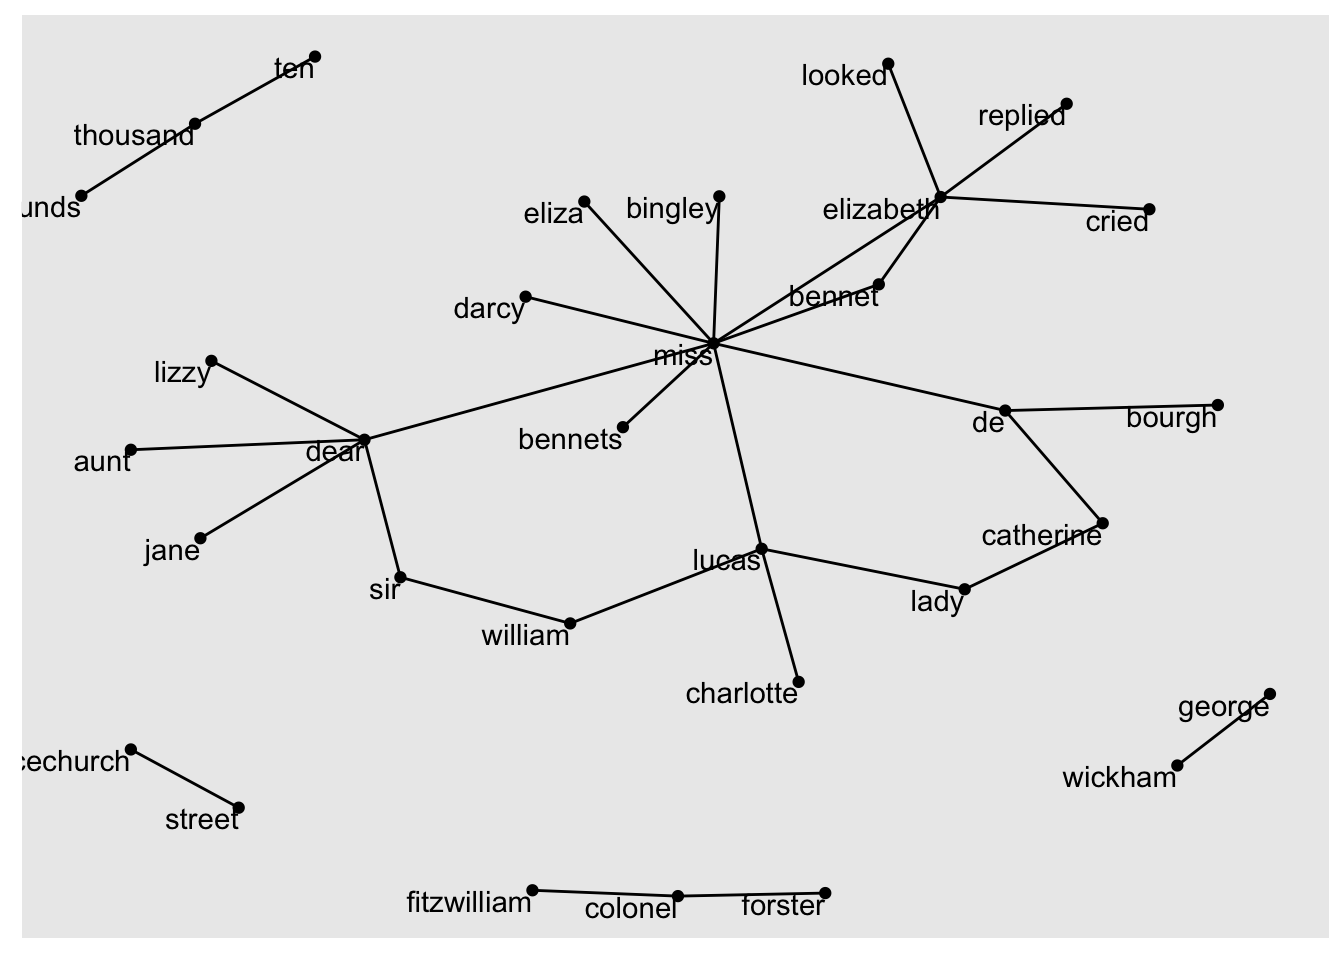 ten
looked
replied
thousand
unds
eliza
bingley
elizabeth
cried
bennet
darcy
miss
lizzy
bourgh
de
dear
bennets
aunt
catherine
jane
lucas
sir
lady
william
charlotte
george
cechurch
wickham
street
fitzwilliam
colonel
forster